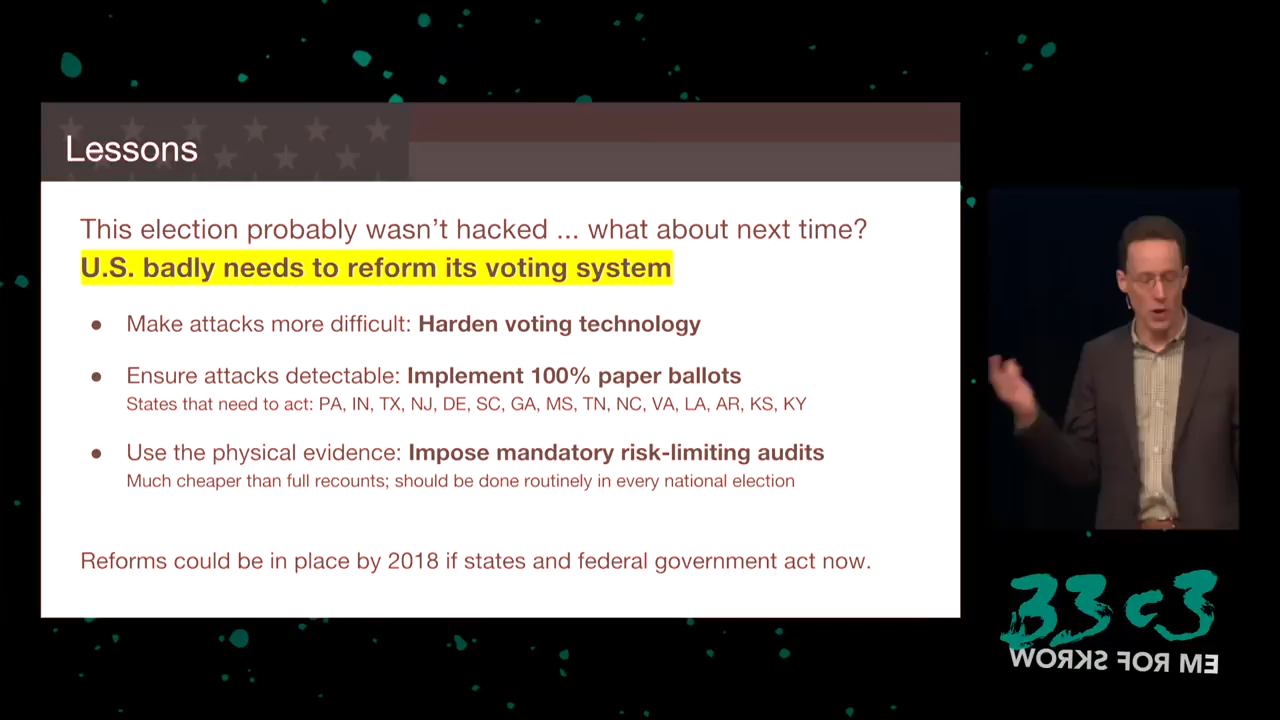 Lessons
This election probably wasn't hacked ... what about next time?
U.S. badly needs to reform its voting system
● Make attacks more difficult: Harden voting technology
● Ensure attacks detectable: Implement 100% paper ballots
States that need to act: PA, IN, TX, NJ, DE, SC, GA, MS, TN, NC, VA, LA, AR, KS, KY
● Use the physical evidence: Impose mandatory risk-limiting audits
Much cheaper than full recounts; should be done routinely in every national election
Reforms could be in place by 2018 if states and federal government act now.
33c3
WORKS FOR ME